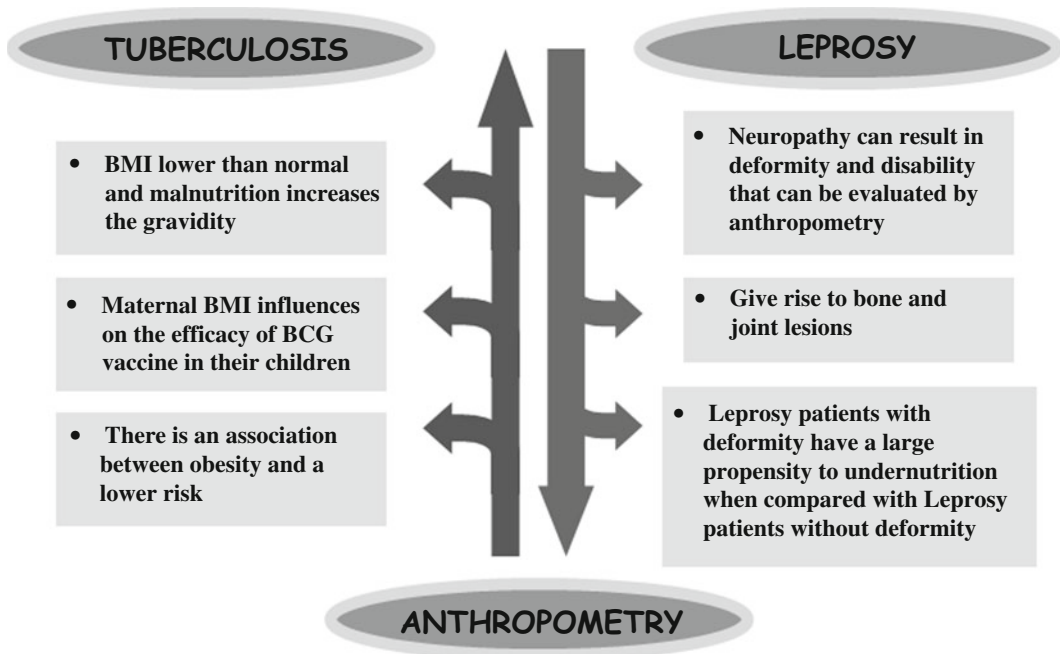 TUBERCULOSIS
• BMI lower than normal
and malnutrition increases
the gravidity
• Maternal BMI influences
on the efficacy of BCG
vaccine in their children
• There is an association
between obesity and a
lower risk
LEPROSY
• Neuropathy can result in
deformity and disability
that can be evaluated by
anthropometry
• Give rise to bone and
joint lesions
• Leprosy patients with
deformity have a large
propensity to undernutrition
when compared with Leprosy
patients without deformity
ANTHROPOMETRY